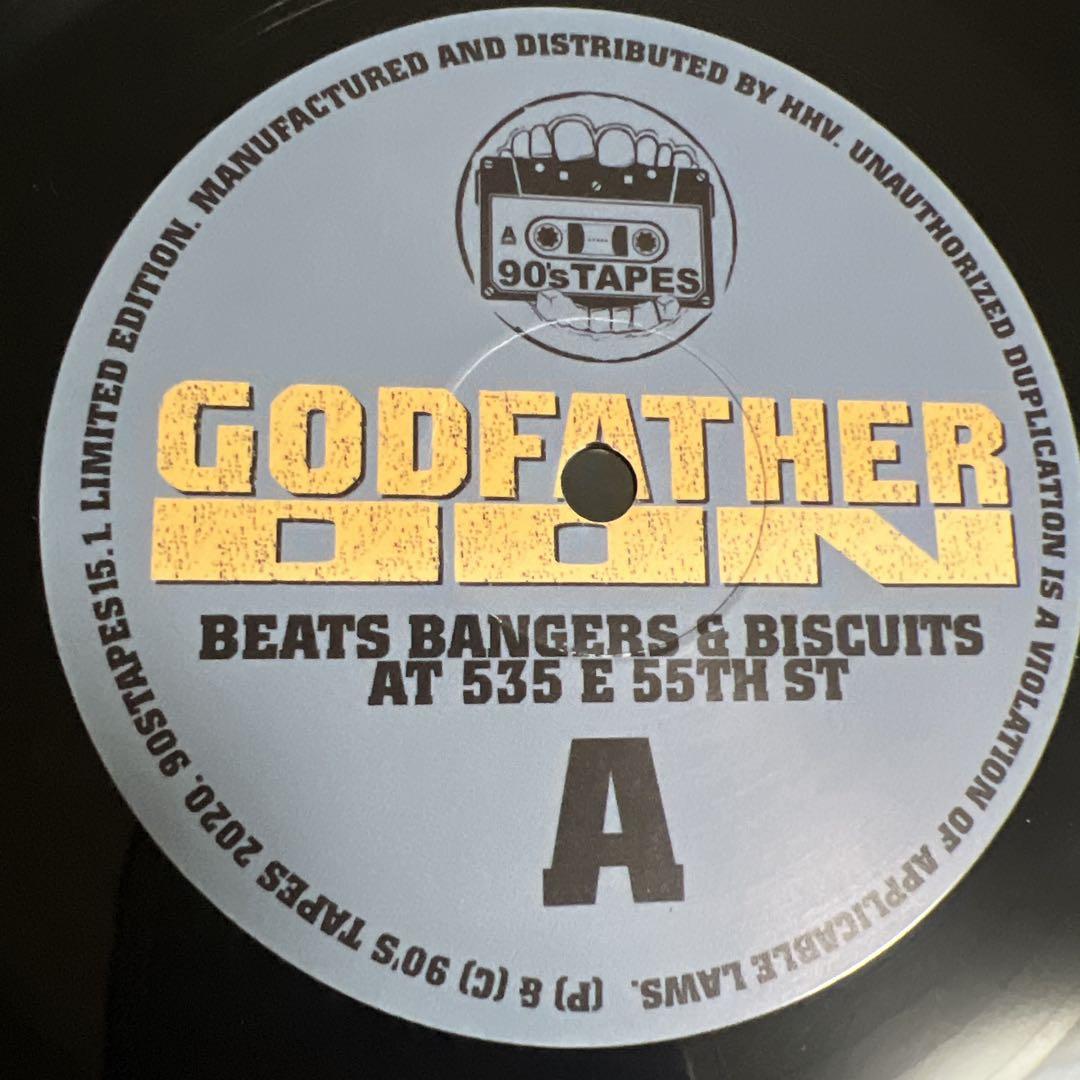 A
90's TAPES
GODFATHER
DON
BEATS BANGERS & BISCUITS
AT 535 E 55TH ST
A
(P) & (C) 90'S TAPES 2020. 90STAPES15.1. LIMITED EDITION. MANUFACTURED AND DISTRIBUTED BY HHV. UNAUTHORIZED DUPLICATION IS A VIOLATION OF APPLICABLE LAWS.